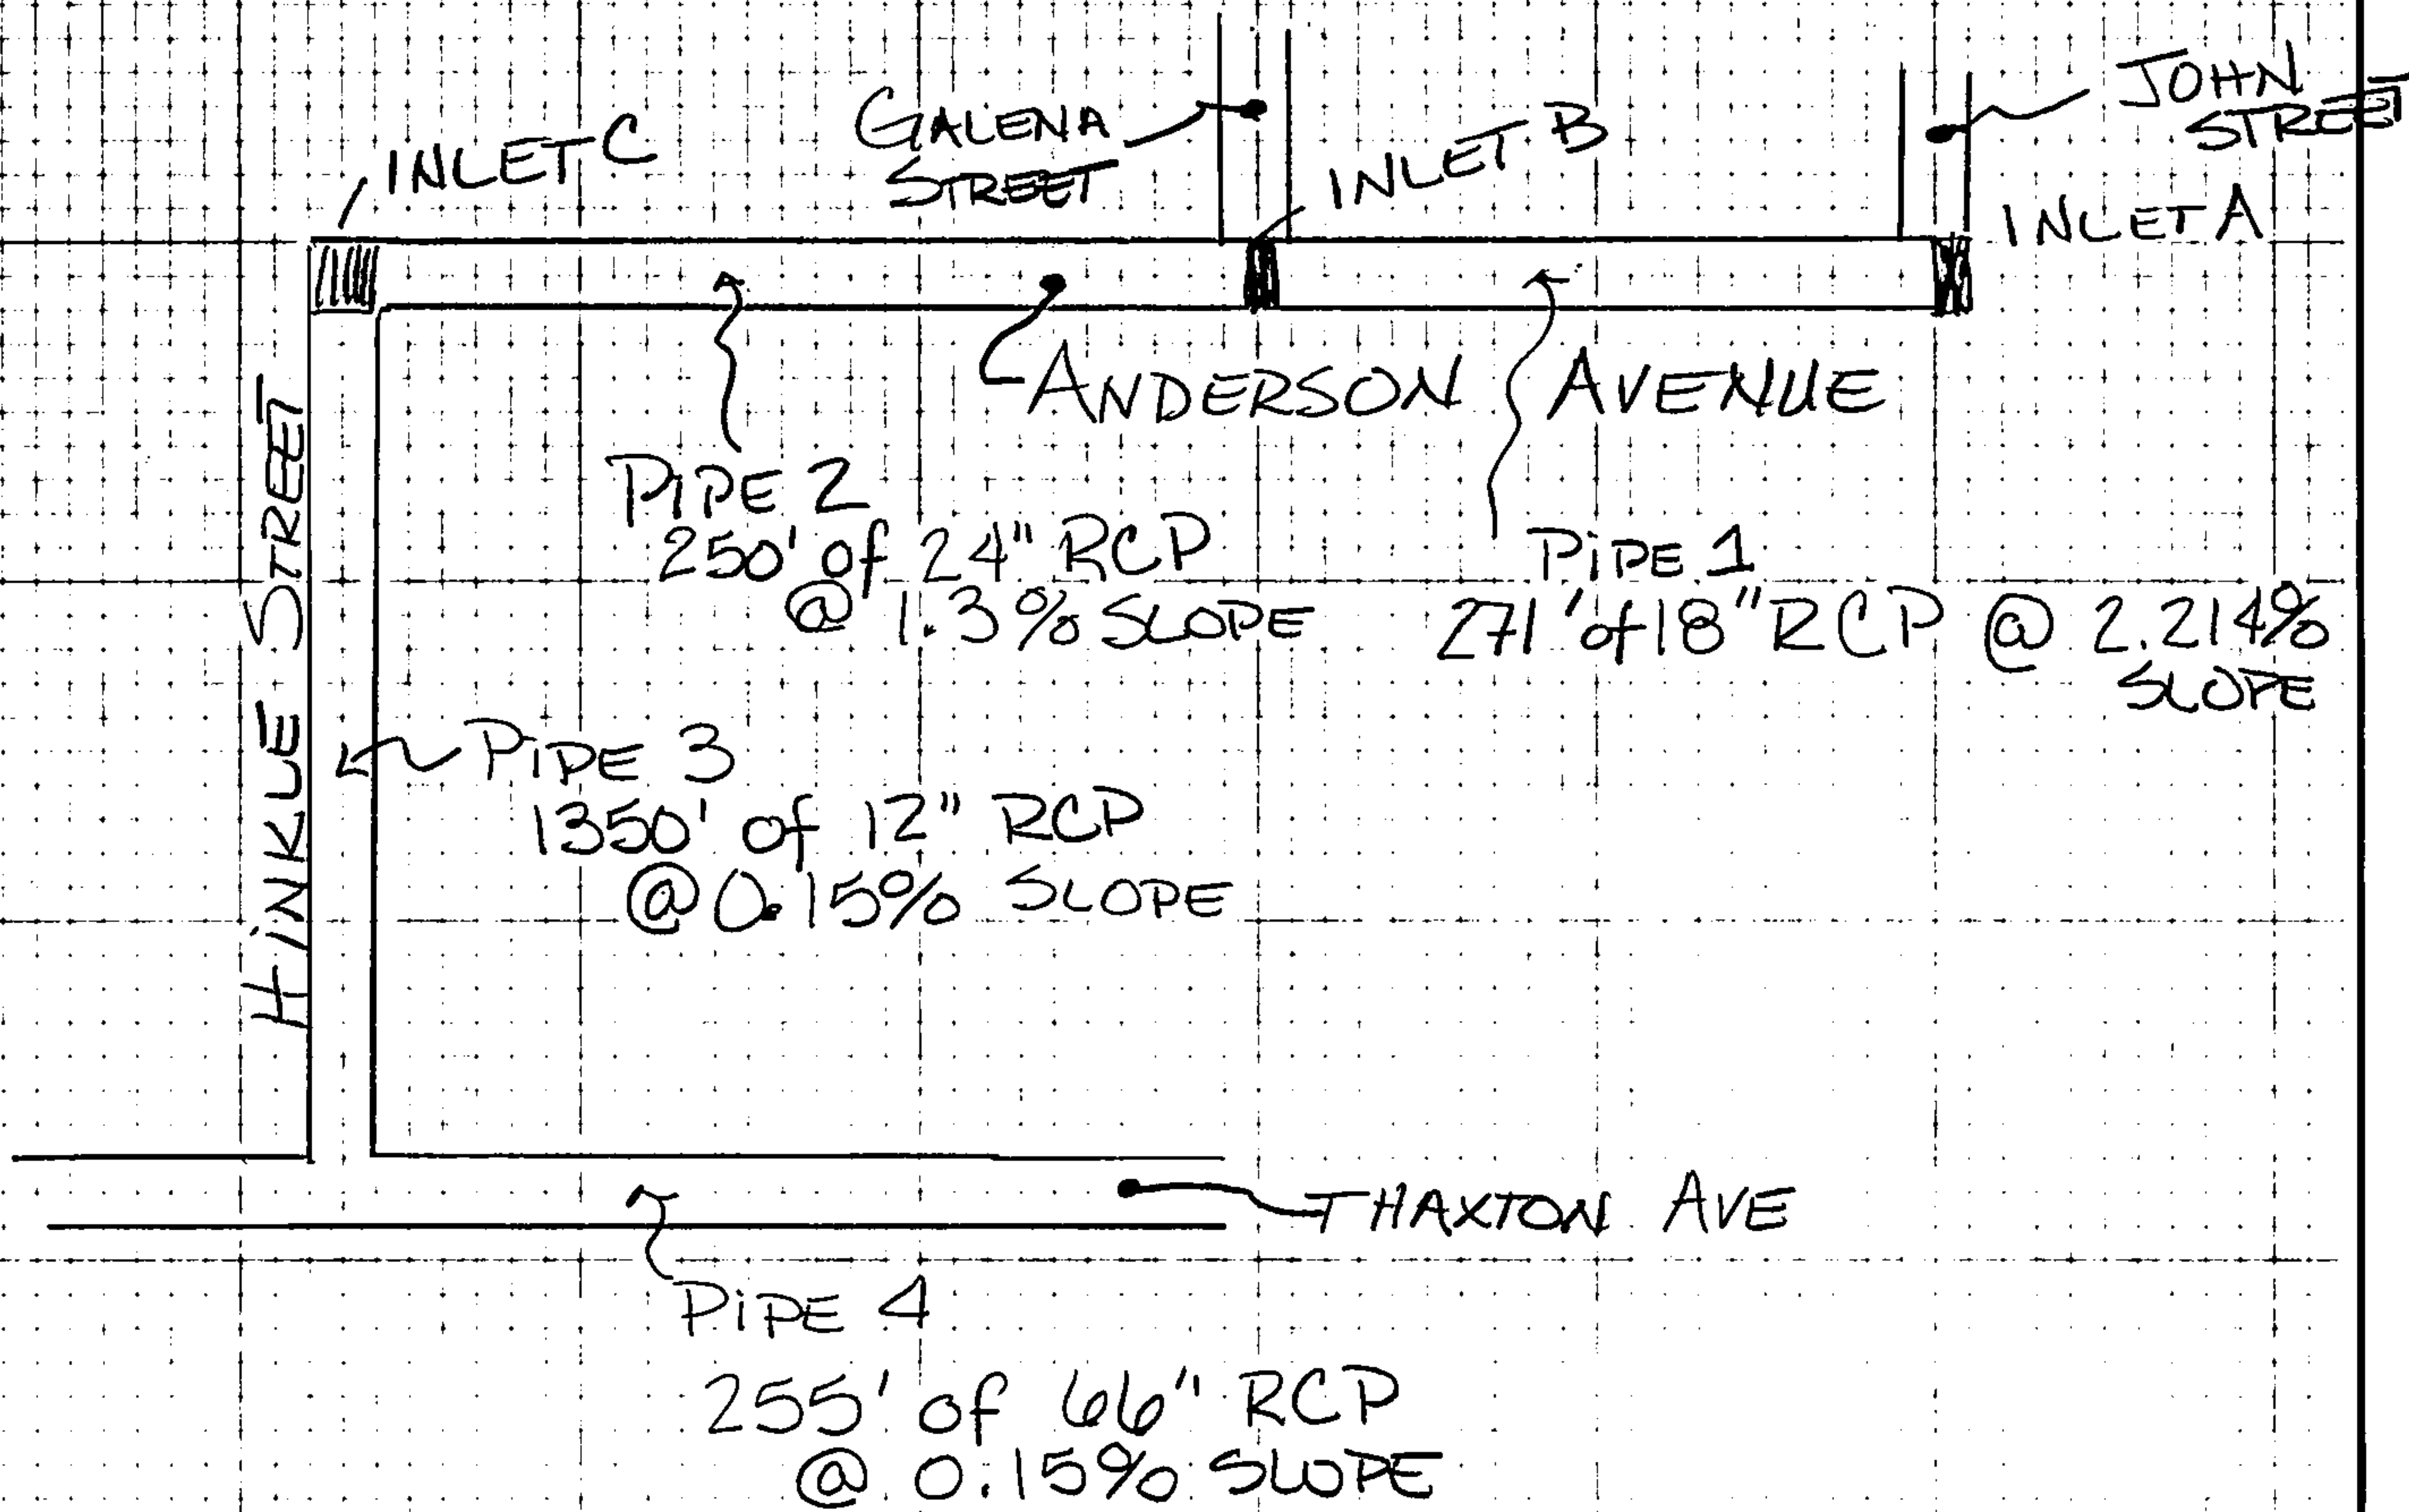 JOHN
STREET
GALENA
STREET
INLET B
INLET C
INLET A
ANDERSON AVENUE
PIPE 2
250' of 24" RCP
@ 1.3% SLOPE
PIPE 1
271' of 18" RCP @ 2.214%
SLOPE
HINKLE STREET
PIPE 3
1350' of 12" RCP
@ 0.15% SLOPE
THAXTON AVE
PIPE 4
255' of 66" RCP
@ 0.15% SLOPE